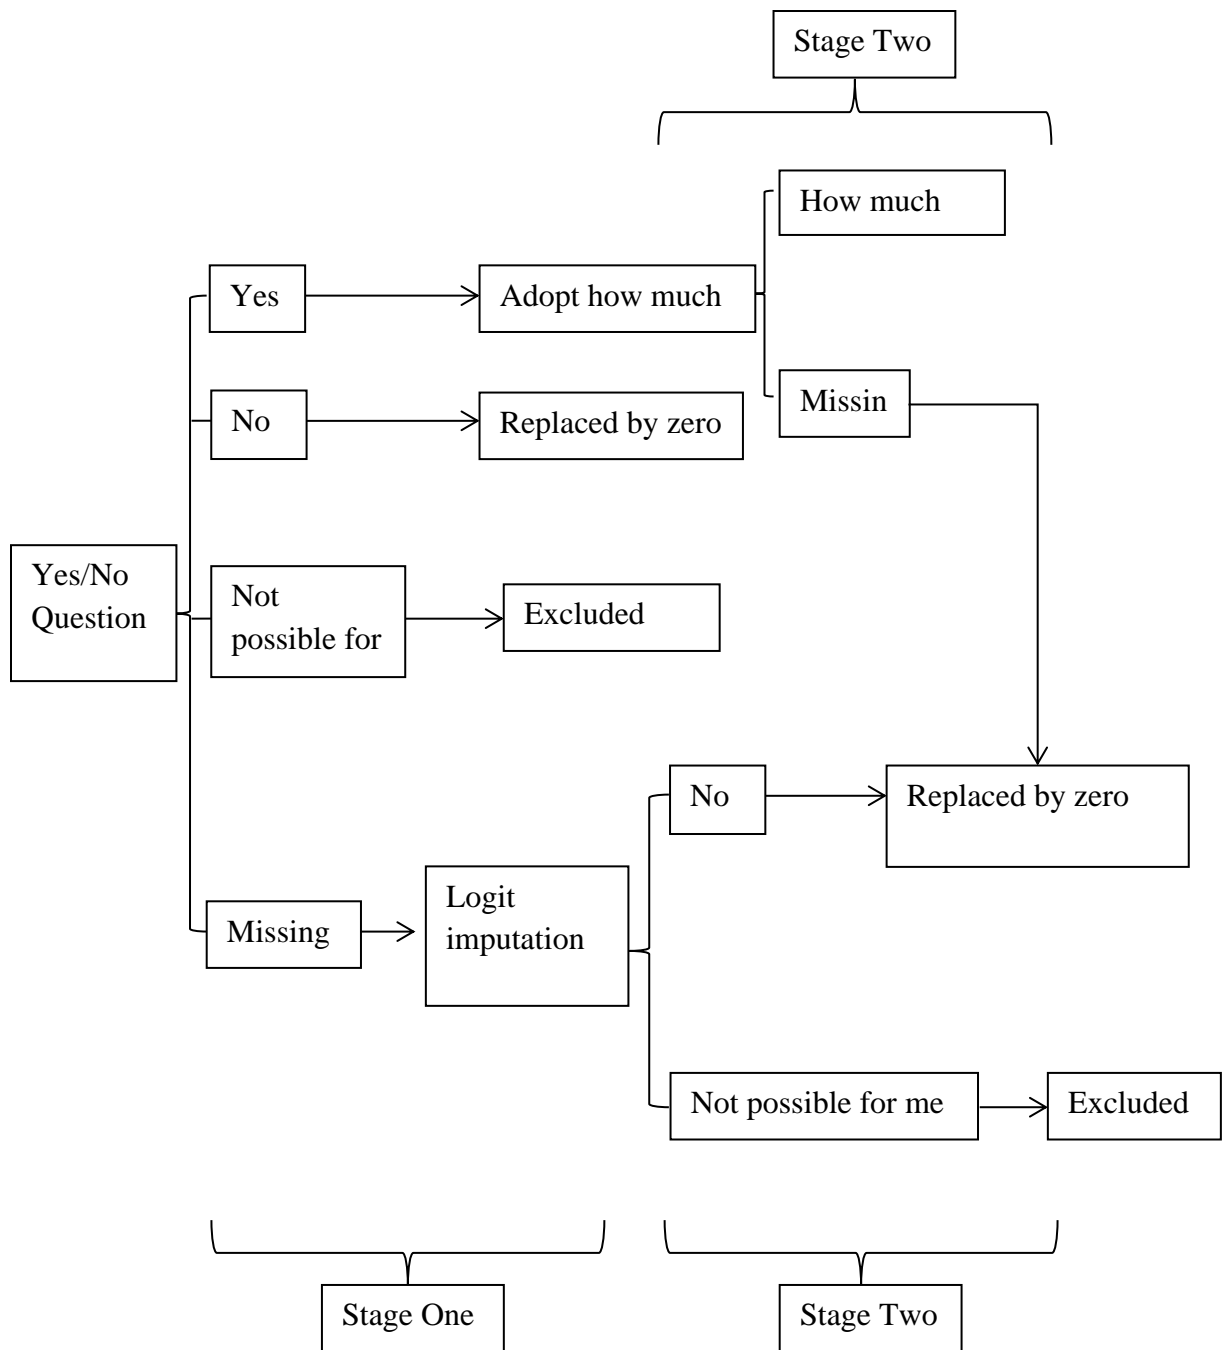 Stage Two
How much
Yes
Adopt how much
Missin
No
Replaced by zero
Yes/No
Question
Not
possible for
Excluded
No
Replaced by zero
Logit
imputation
Missing
Not possible for me
Excluded
Stage One
Stage Two